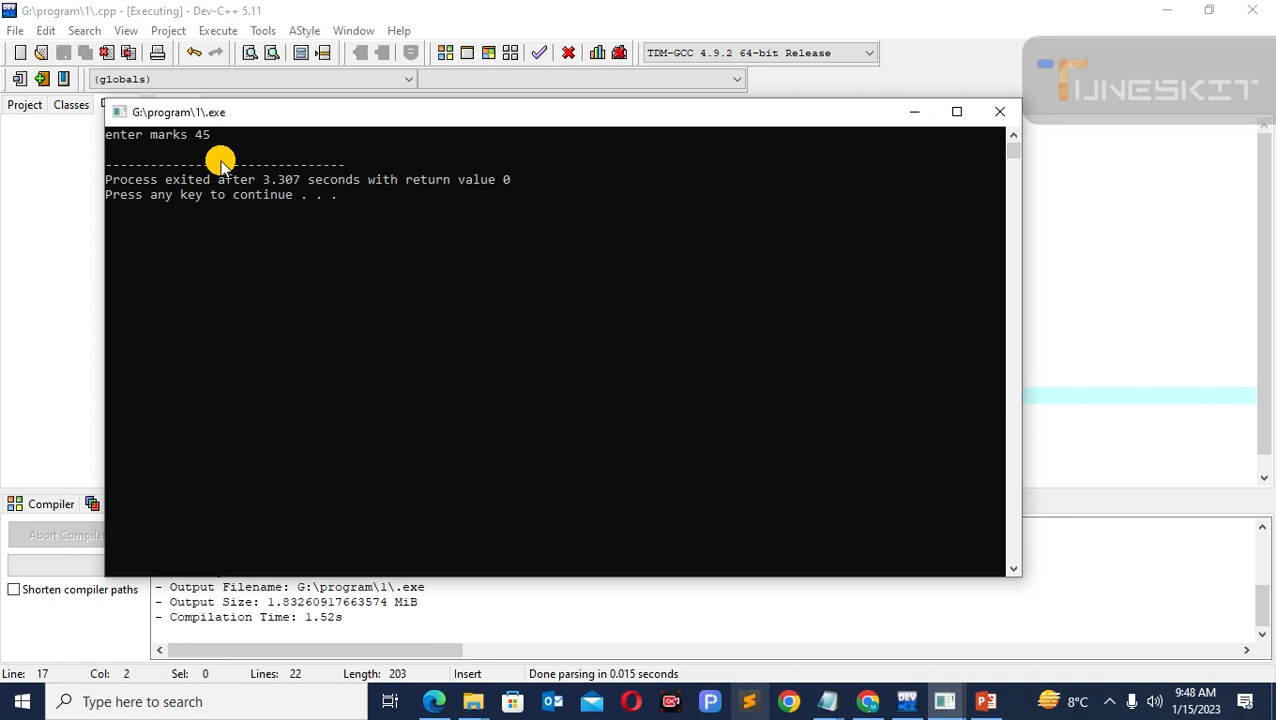 G:\program\1\.cpp - [Executing] - Dev-C++ 5.11
File Edit Search View Project Execute Tools AStyle Window Help
TDM-GCC 4.9.2 64-bit Release
(globals)
TUNESKIT
Project Classes
G:\program\1\.exe
enter marks 45
--------------------------------
Process exited after 3.307 seconds with return value 0
Press any key to continue . . .
Compiler
Shorten compiler paths
- Output Filename: G:\program\1\.exe
- Output Size: 1.83260917663574 MiB
- Compilation Time: 1.52s
Line: 17 Col: 2 Sel: 0 Lines: 22 Length: 203 Insert Done parsing in 0.015 seconds
Type here to search
DEV
8°C
9:48 AM
1/15/2023